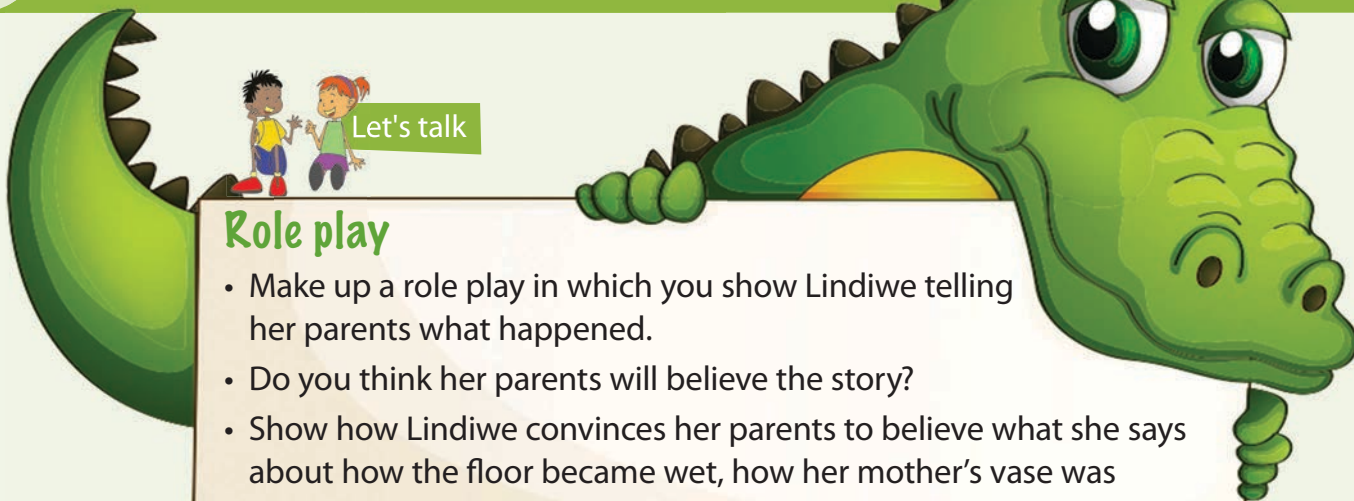 Let's talk
Role play
• Make up a role play in which you show Lindiwe telling
her parents what happened.
• Do you think her parents will believe the story?
• Show how Lindiwe convinces her parents to believe what she says
about how the floor became wet, how her mother’s vase was